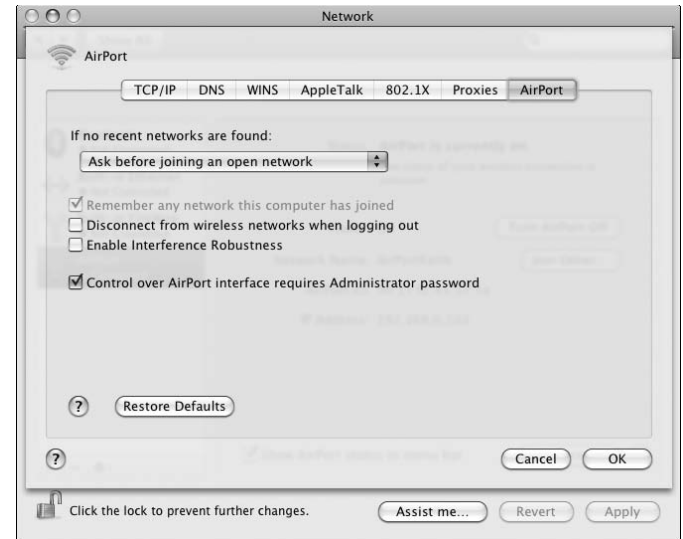 Network
AirPort
TCP/IP DNS WINS AppleTalk 802.1X Proxies AirPort
If no recent networks are found:
Ask before joining an open network
Remember any network this computer has joined
Disconnect from wireless networks when logging out
Enable Interference Robustness
Control over AirPort interface requires Administrator password
? Restore Defaults
? Cancel OK
Click the lock to prevent further changes. Assist me... Revert Apply